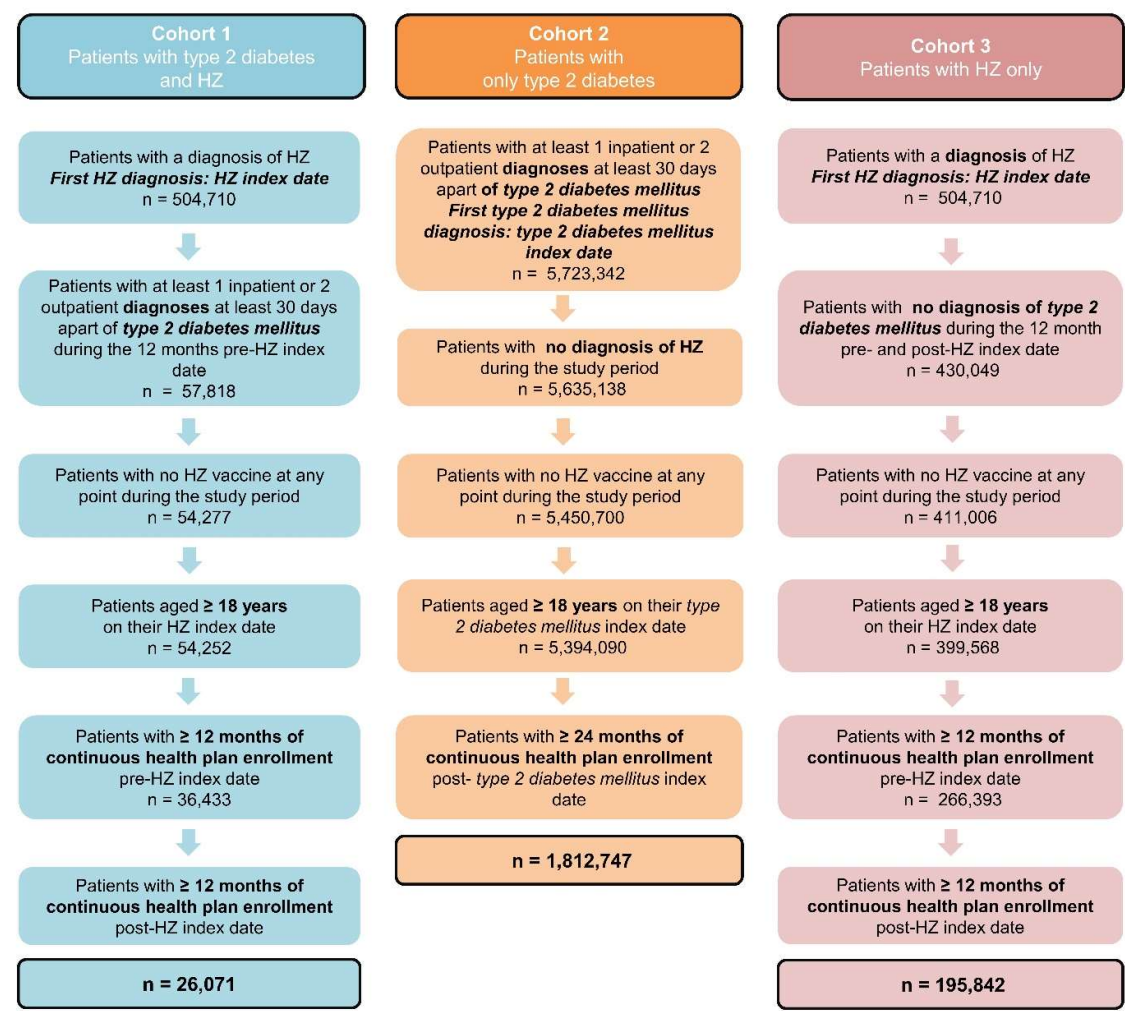 Cohort 1
Patients with type 2 diabetes
and HZ
Patients with a diagnosis of HZ
First HZ diagnosis: HZ index date
n = 504,710
Patients with at least 1 inpatient or 2
outpatient diagnoses at least 30 days
apart of type 2 diabetes mellitus
during the 12 months pre-HZ index
date
n = 57,818
Patients with no HZ vaccine at any
point during the study period
n = 54,277
Patients aged ≥ 18 years
on their HZ index date
n = 54,252
Patients with ≥ 12 months of
continuous health plan enrollment
pre-HZ index date
n = 36,433
Patients with ≥ 12 months of
continuous health plan enrollment
post-HZ index date
n = 26,071
Cohort 2
Patients with
only type 2 diabetes
Patients with at least 1 inpatient or 2
outpatient diagnoses at least 30 days
apart of type 2 diabetes mellitus
First type 2 diabetes mellitus
diagnosis: type 2 diabetes mellitus
index date
n = 5,723,342
Patients with no diagnosis of HZ
during the study period
n = 5,635,138
Patients with no HZ vaccine at any
point during the study period
n = 5,450,700
Patients aged ≥ 18 years on their type
2 diabetes mellitus index date
n = 5,394,090
Patients with ≥ 24 months of
continuous health plan enrollment
post- type 2 diabetes mellitus index
date
n = 1,812,747
Cohort 3
Patients with HZ only
Patients with a diagnosis of HZ
First HZ diagnosis: HZ index date
n = 504,710
Patients with no diagnosis of type 2
diabetes mellitus during the 12 month
pre- and post-HZ index date
n = 430,049
Patients with no HZ vaccine at any
point during the study period
n = 411,006
Patients aged ≥ 18 years
on their HZ index date
n = 399,568
Patients with ≥ 12 months of
continuous health plan enrollment
pre-HZ index date
n = 266,393
Patients with ≥ 12 months of
continuous health plan enrollment
post-HZ index date
n = 195,842